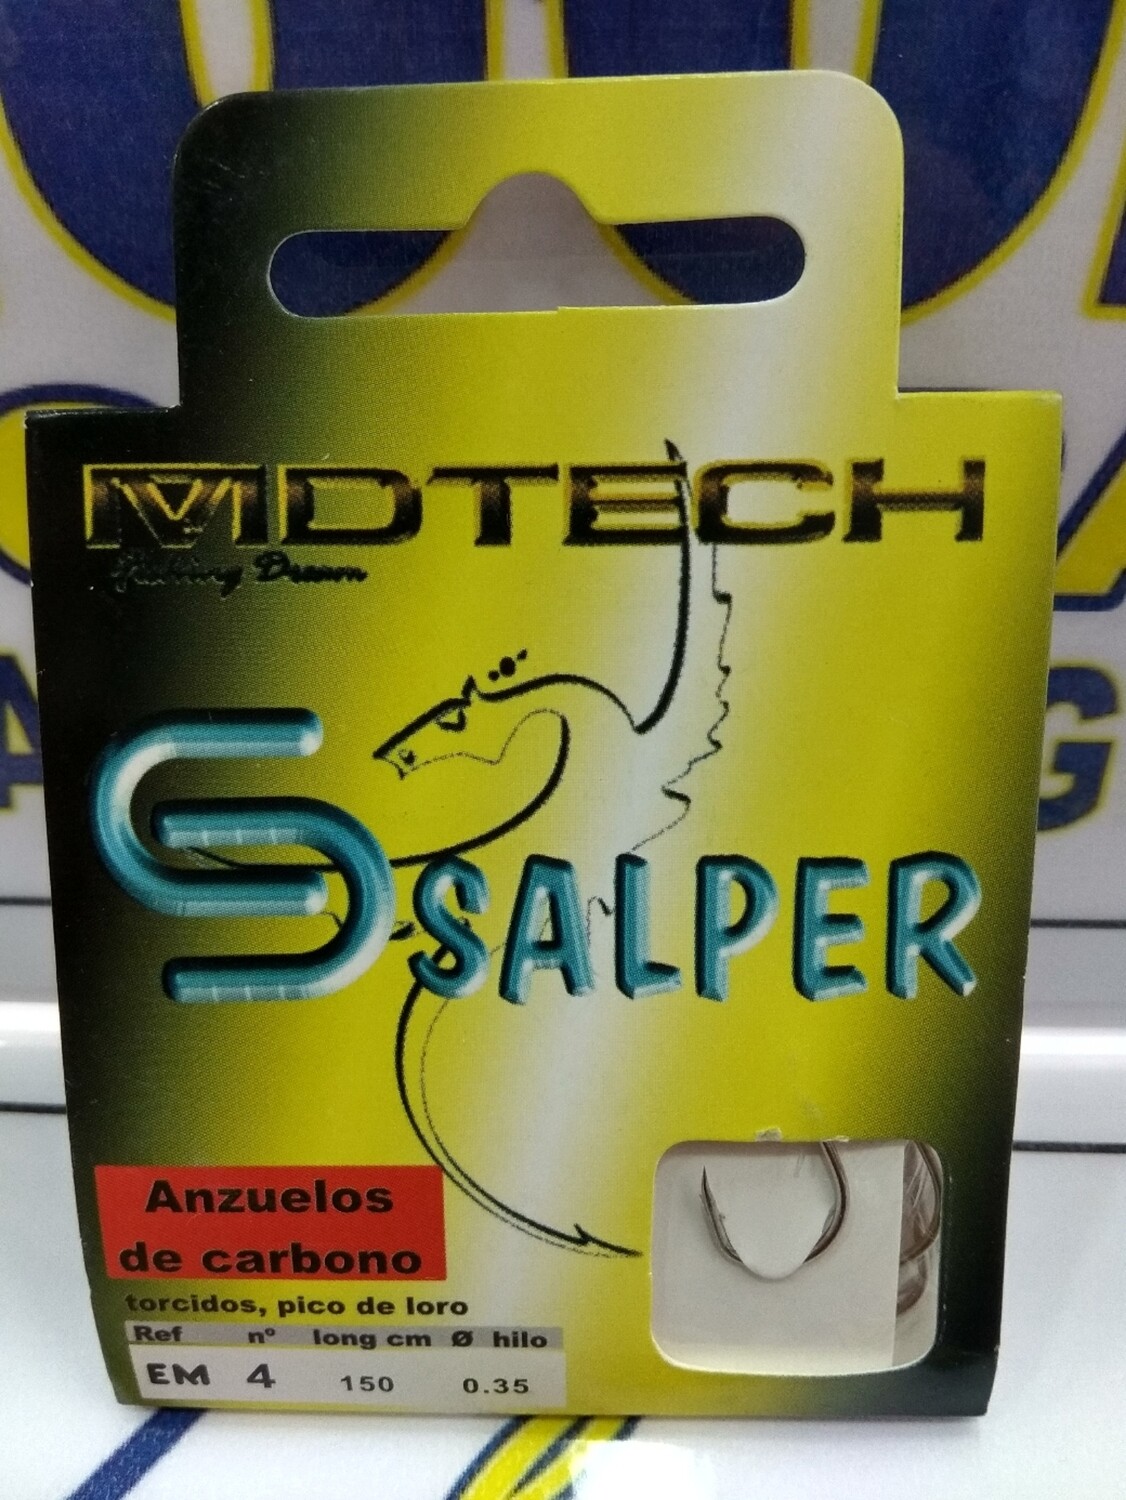 MDTECH
Fishing Dream
SALPER
Anzuelos
de carbono
torcidos, pico de loro
Ref nº long cm Ø hilo
EM 4 150 0.35